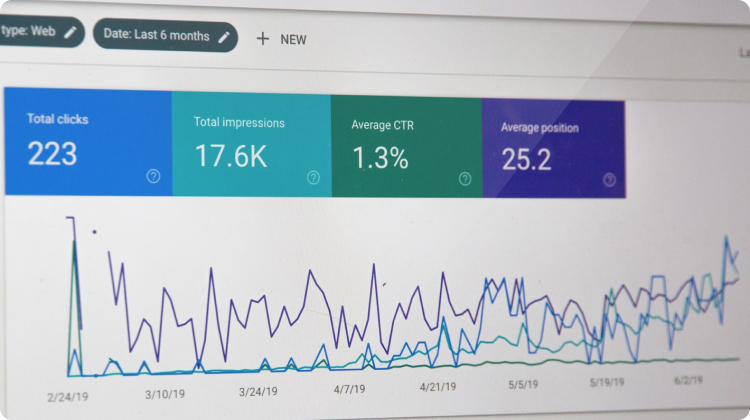 type: Web
Date: Last 6 months
+ NEW
Total clicks
223
Total impressions
17.6K
Average CTR
1.3%
Average position
25.2
2/24/19
3/10/19
3/24/19
4/7/19
4/21/19
5/5/19
5/19/19
6/2/19